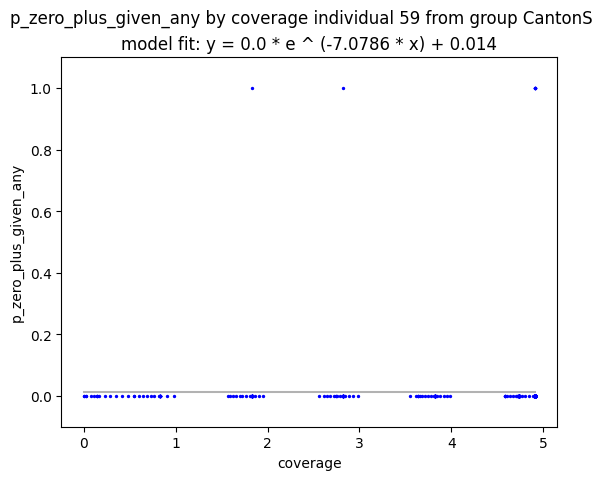 p_zero_plus_given_any by coverage individual 59 from group CantonS
model fit: y = 0.0 * e ^ (-7.0786 * x) + 0.014
1.0
0.8
0.6
0.4
0.2
0.0
p_zero_plus_given_any
0 1 2 3 4 5
coverage